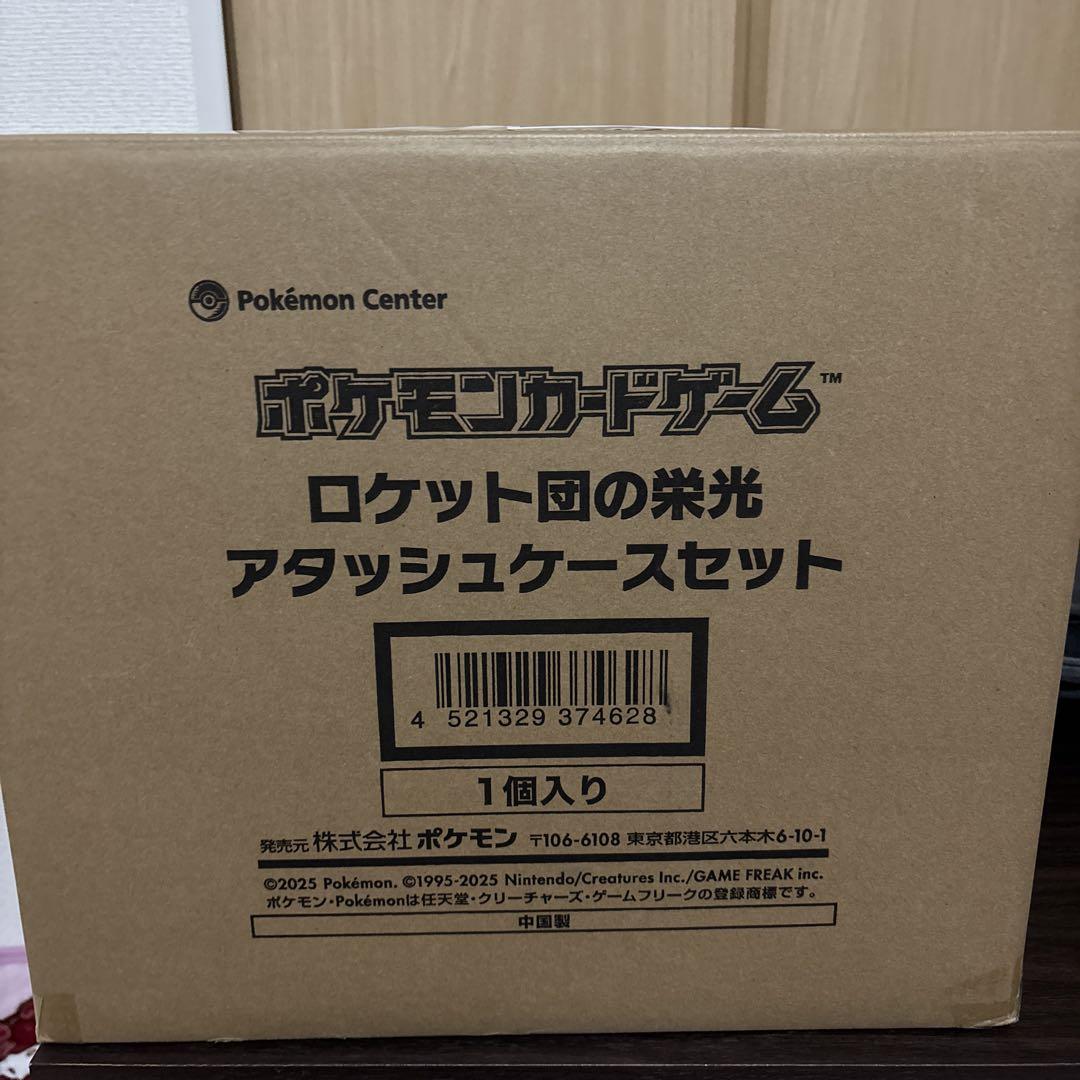 Pokémon Center
ポケモンカードゲーム™
ロケット団の栄光
アタッシュケースセット
4 521329 374628
1個入り
発売元 株式会社 ポケモン 〒106-6108 東京都港区六本木6-10-1
©2025 Pokémon. ©1995-2025 Nintendo/Creatures Inc./GAME FREAK inc.
ポケモン・Pokémonは任天堂・クリーチャーズ・ゲームフリークの登録商標です。
中国製